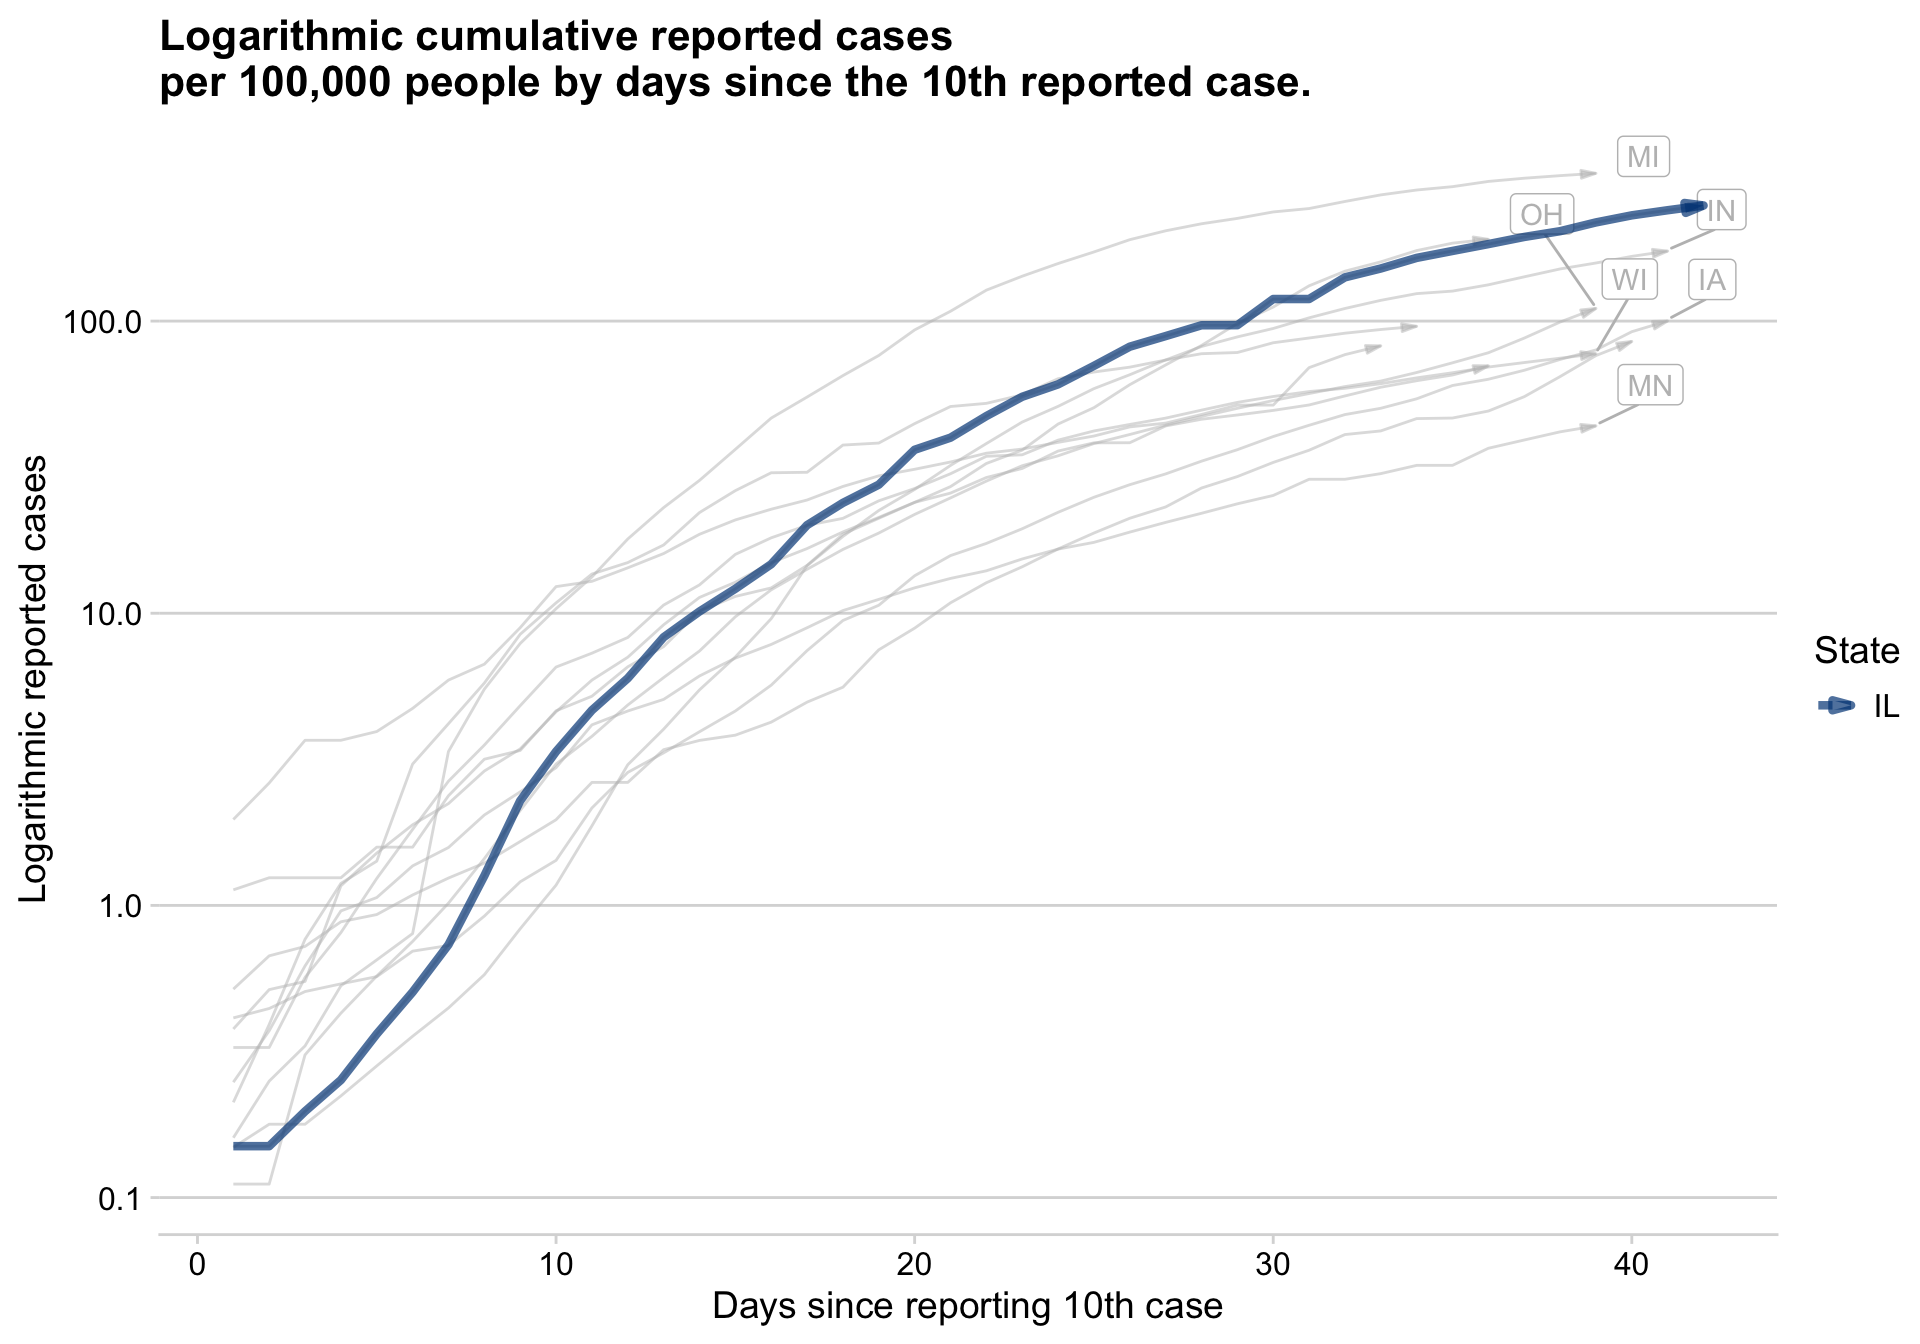 Logarithmic cumulative reported cases
per 100,000 people by days since the 10th reported case.
MI
OH
IN
WI
IA
MN
100.0
10.0
1.0
0.1
Logarithmic reported cases
0
10
20
30
40
Days since reporting 10th case
State
IL